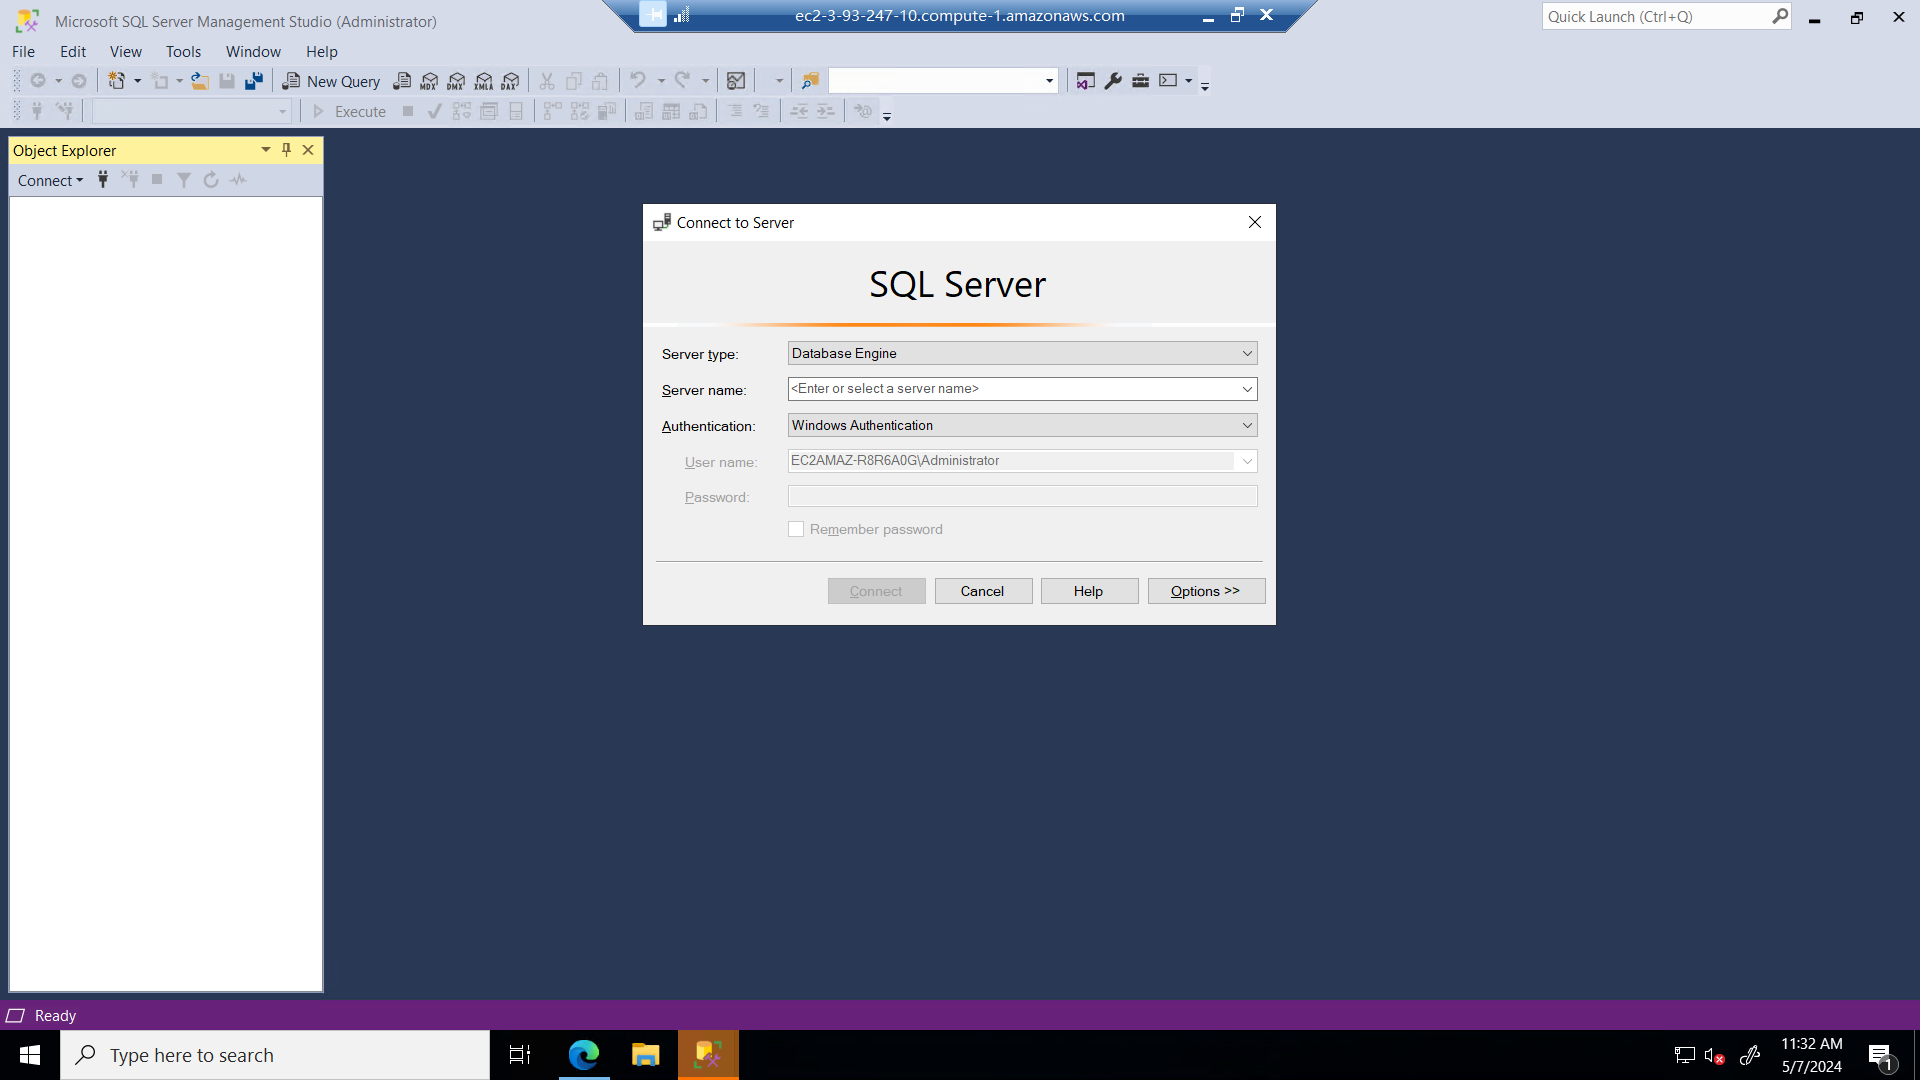 Microsoft SQL Server Management Studio (Administrator)
ec2-3-93-247-10.compute-1.amazonaws.com
Quick Launch (Ctrl+Q)
File Edit View Tools Window Help
New Query MDX DMX XMLA DAX
Execute
Object Explorer
Connect
Connect to Server
SQL Server
Server type: Database Engine
Server name: <Enter or select a server name>
Authentication: Windows Authentication
User name: EC2AMAZ-R8R6A0G\Administrator
Password:
Remember password
Connect Cancel Help Options >>
Ready
Type here to search
11:32 AM
5/7/2024
1